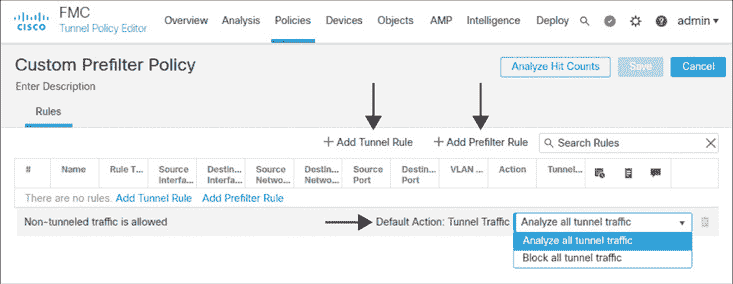 CISCO
FMC
Tunnel Policy Editor
Overview Analysis Policies Devices Objects AMP Intelligence Deploy admin
Custom Prefilter Policy
Enter Description
Analyze Hit Counts Save Cancel
Rules
+ Add Tunnel Rule + Add Prefilter Rule Search Rules
# Name Rule T... Source Interfa... Destin... Interfa... Source Netwo... Destin... Netwo... Source Port Destin... Port VLAN ... Action Tunnel...
There are no rules. Add Tunnel Rule Add Prefilter Rule
Non-tunneled traffic is allowed Default Action: Tunnel Traffic Analyze all tunnel traffic
Analyze all tunnel traffic
Block all tunnel traffic